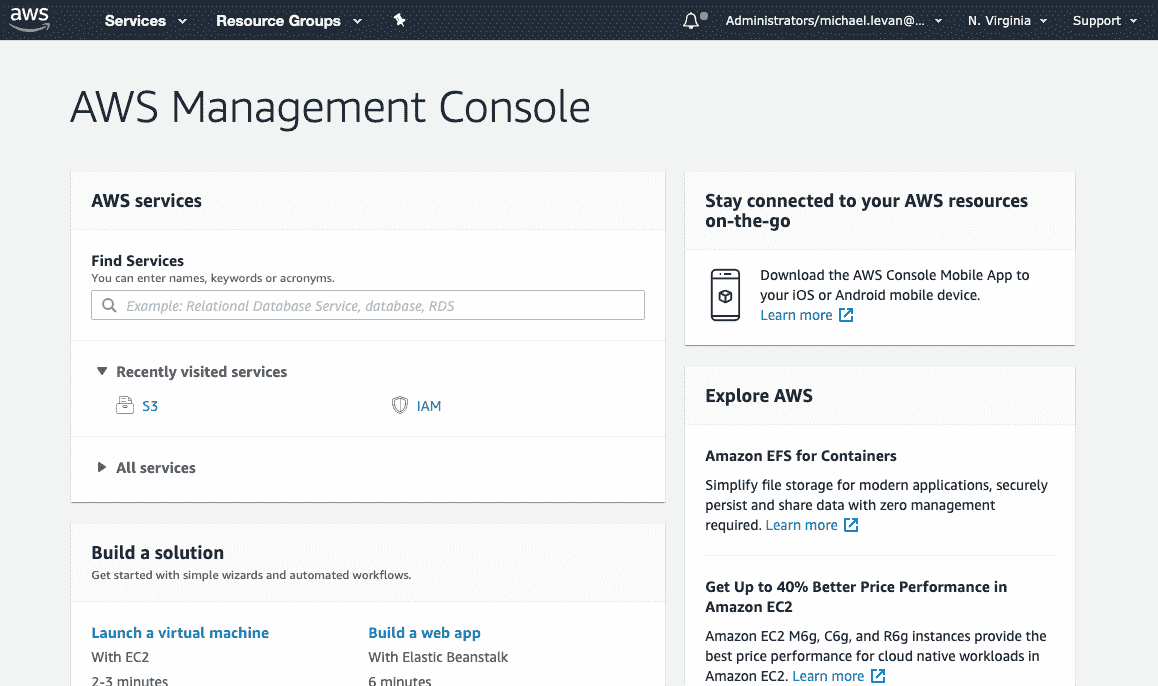 aws
Services
Resource Groups
Administrators/michael.levan@...
N. Virginia
Support
AWS Management Console
AWS services
Find Services
You can enter names, keywords or acronyms.
Example: Relational Database Service, database, RDS
Recently visited services
S3
IAM
All services
Build a solution
Get started with simple wizards and automated workflows.
Launch a virtual machine
With EC2
2-3 minutes
Build a web app
With Elastic Beanstalk
6 minutes
Stay connected to your AWS resources
on-the-go
Download the AWS Console Mobile App to
your iOS or Android mobile device.
Learn more
Explore AWS
Amazon EFS for Containers
Simplify file storage for modern applications, securely
persist and share data with zero management
required. Learn more
Get Up to 40% Better Price Performance in
Amazon EC2
Amazon EC2 M6g, C6g, and R6g instances provide the
best price performance for cloud native workloads in
Amazon EC2. Learn more